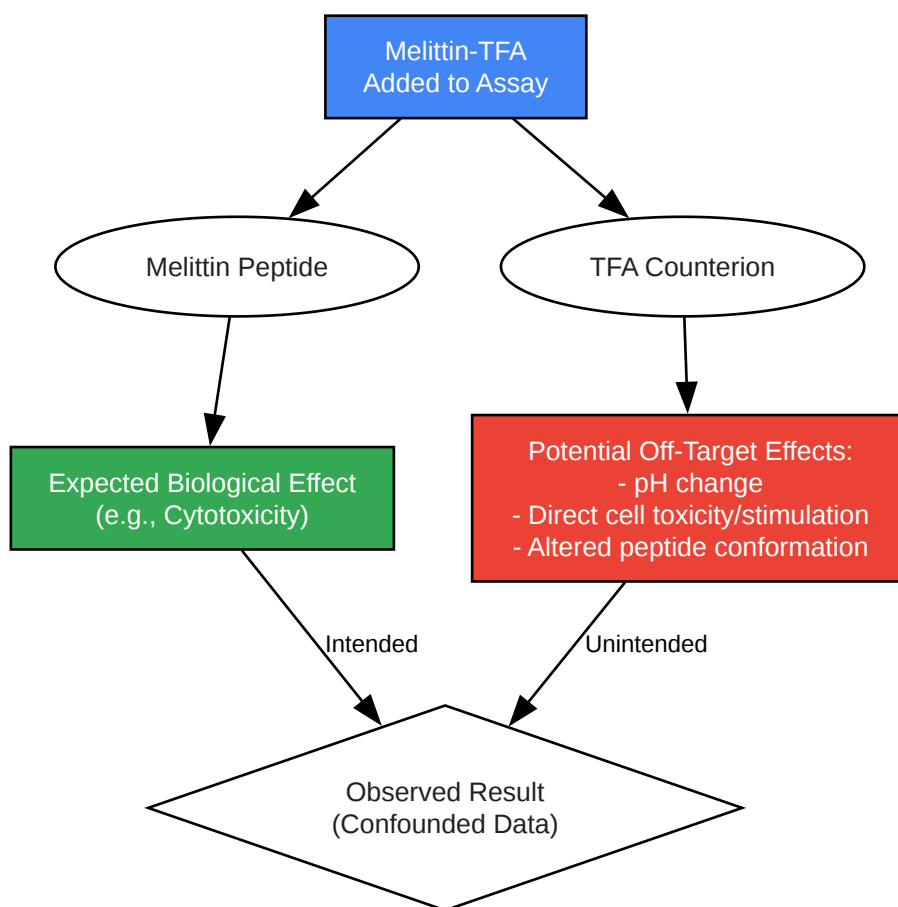 Melittin-TFA
Added to Assay
Melittin Peptide
TFA Counterion
Expected Biological Effect
(e.g., Cytotoxicity)
Potential Off-Target Effects:
- pH change
- Direct cell toxicity/stimulation
- Altered peptide conformation
Intended
Unintended
Observed Result
(Confounded Data)